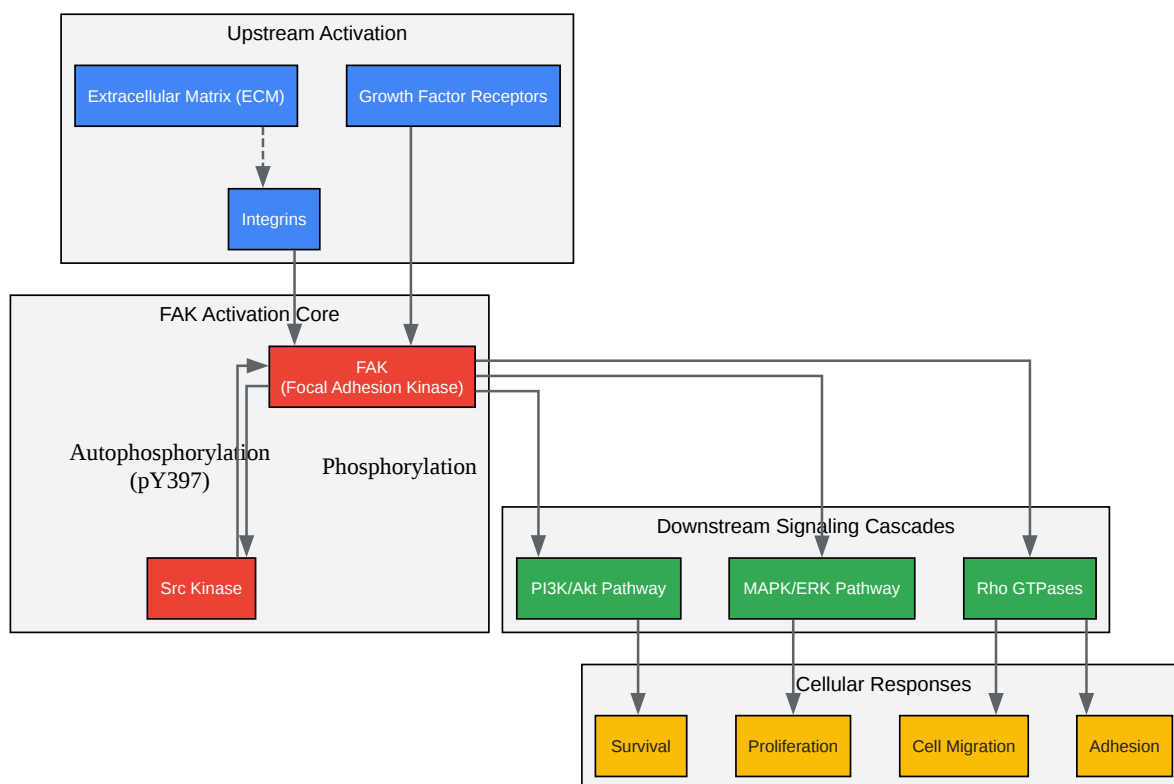 Upstream Activation
Extracellular Matrix (ECM)
Growth Factor Receptors
Integrins
FAK Activation Core
FAK
(Focal Adhesion Kinase)
Autophosphorylation
(pY397)
Phosphorylation
Src Kinase
Downstream Signaling Cascades
PI3K/Akt Pathway
MAPK/ERK Pathway
Rho GTPases
Cellular Responses
Survival
Proliferation
Cell Migration
Adhesion